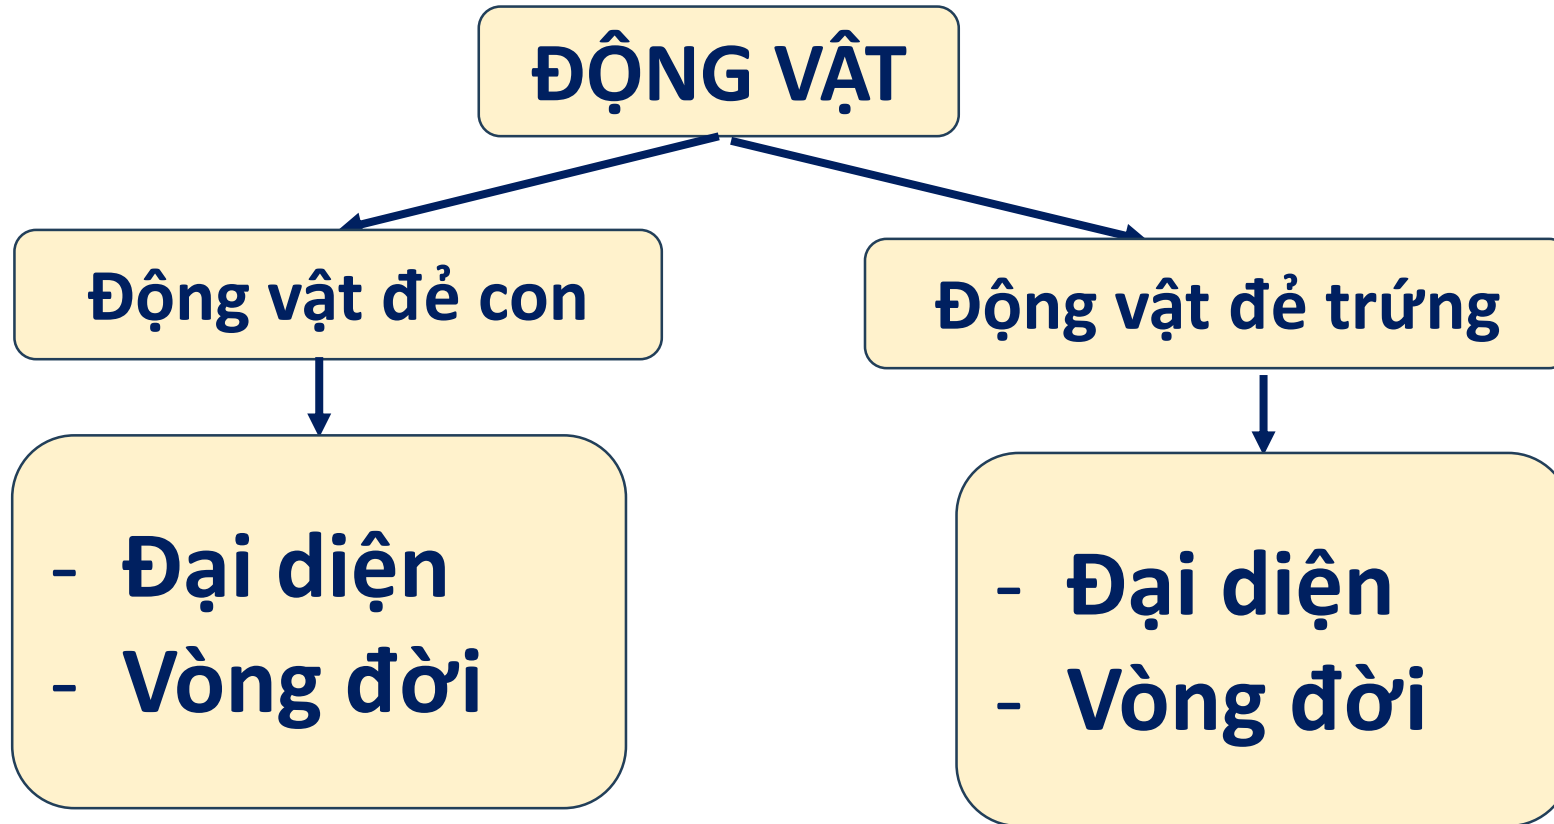 ĐỘNG VẬT
Động vật đẻ con
Động vật đẻ trứng
- Đại diện
- Vòng đời
- Đại diện
- Vòng đời